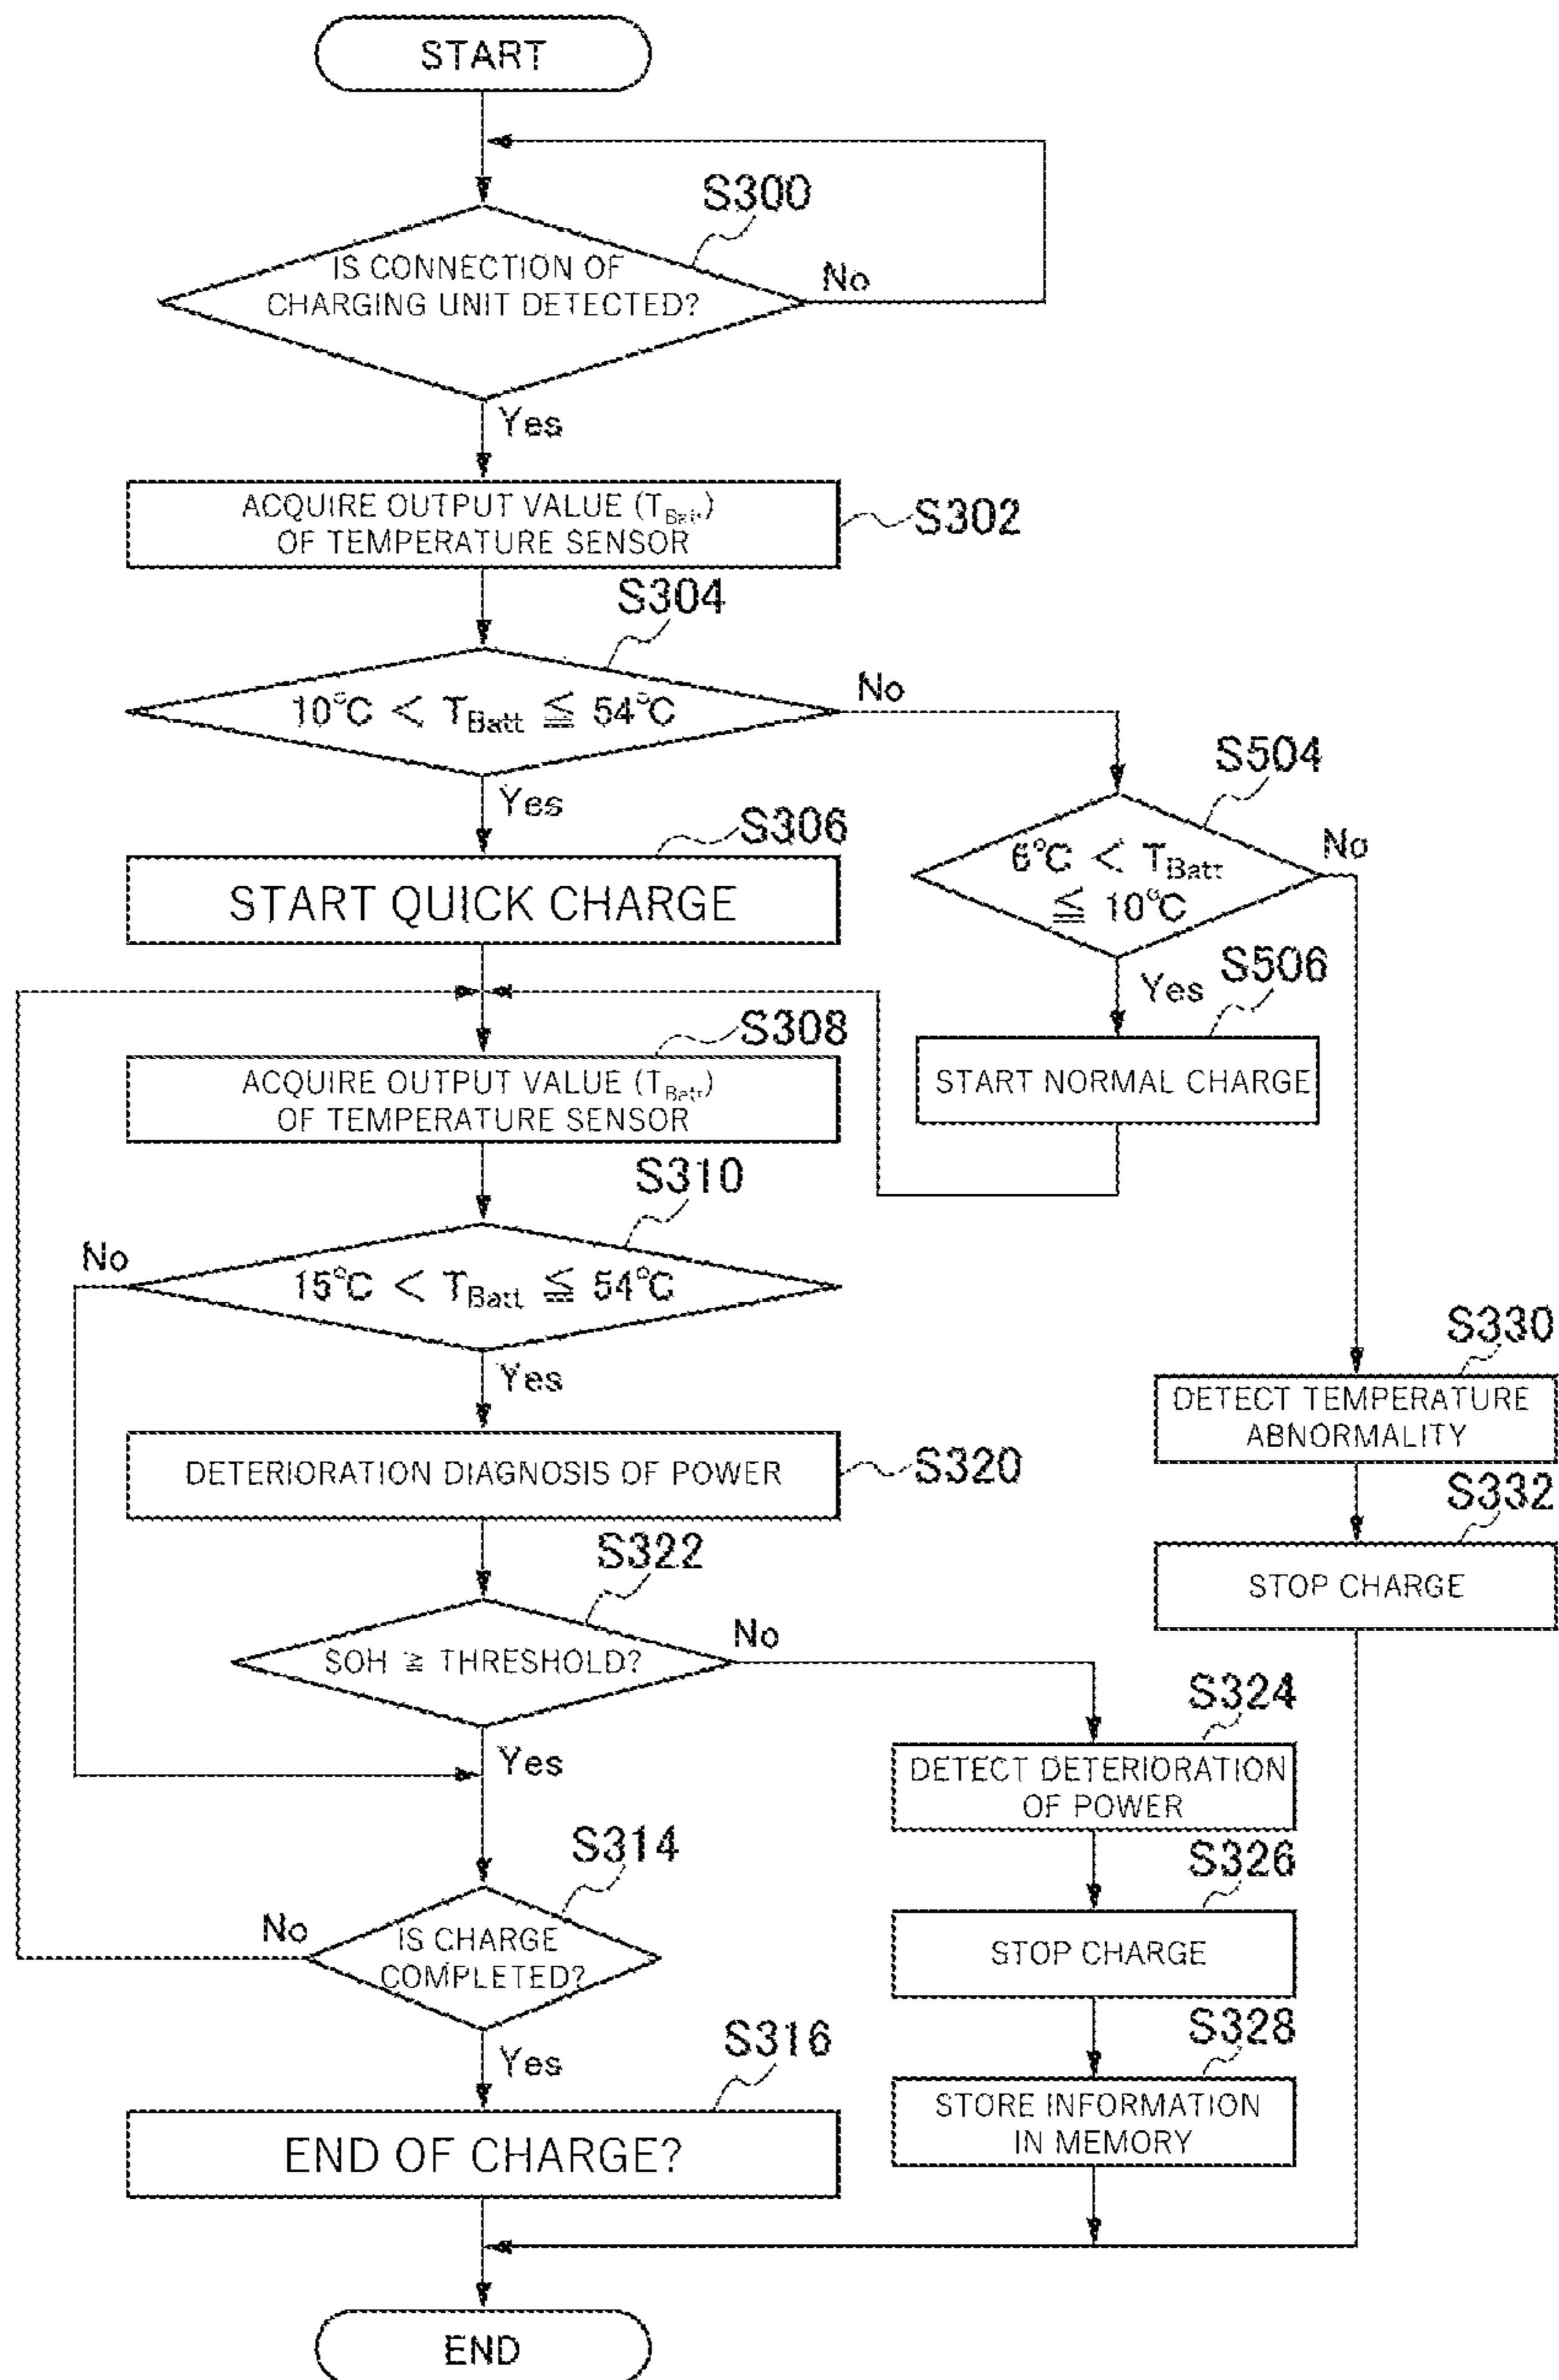 START
S300
IS CONNECTION OF
CHARGING UNIT DETECTED?
No
Yes
ACQUIRE OUTPUT VALUE (TBatt)
OF TEMPERATURE SENSOR
S302
S304
10°C < TBatt ≦ 54°C
No
Yes
S504
6°C < TBatt
≦ 10°C
No
Yes
S306
START QUICK CHARGE
S506
START NORMAL CHARGE
S308
ACQUIRE OUTPUT VALUE (TBatt)
OF TEMPERATURE SENSOR
S310
15°C < TBatt ≦ 54°C
No
Yes
S330
DETECT TEMPERATURE
ABNORMALITY
S332
STOP CHARGE
DETERIORATION DIAGNOSIS OF POWER
S320
S322
SOH ≧ THRESHOLD?
No
Yes
S324
DETECT DETERIORATION
OF POWER
S326
STOP CHARGE
S328
STORE INFORMATION
IN MEMORY
S314
IS CHARGE
COMPLETED?
No
Yes
S316
END OF CHARGE?
END